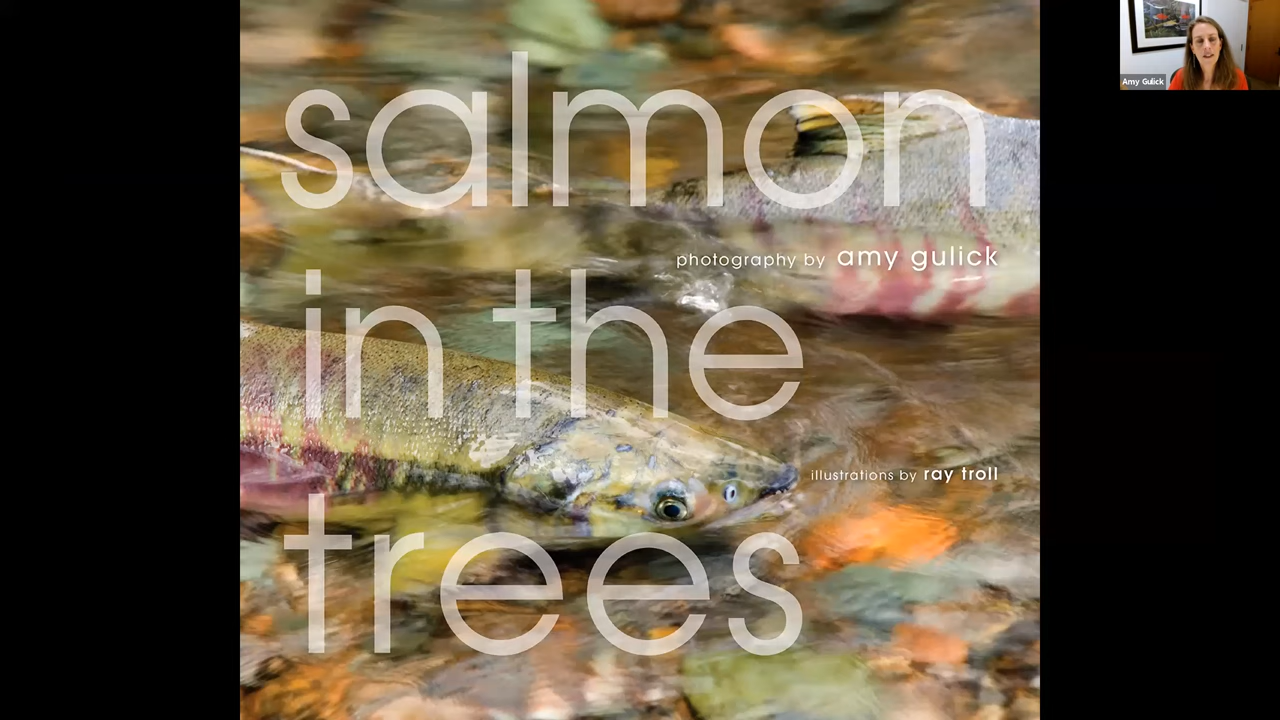 salmon
photography by amy gulick
in the
illustrations by ray troll
trees
Amy Gulick